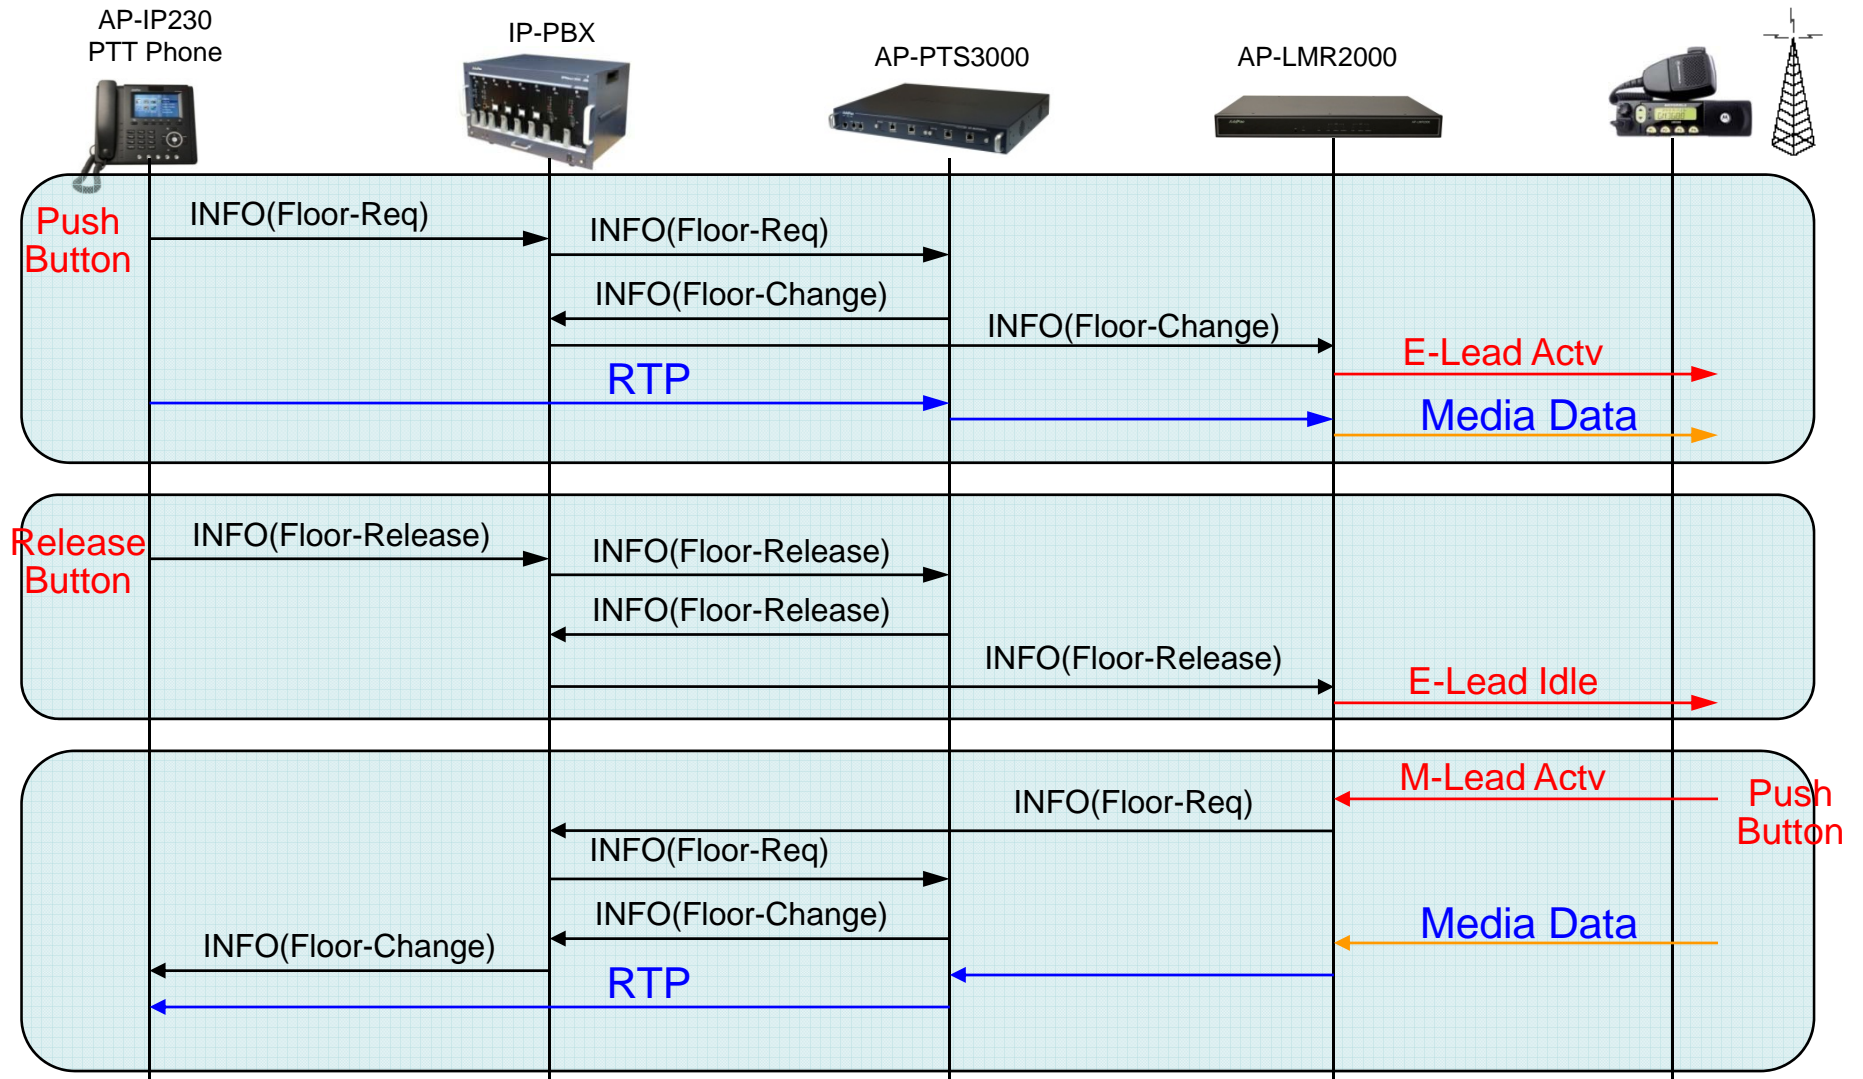 AP-IP230
PTT Phone
IP-PBX
AP-PTS3000
AP-LMR2000
Push
Button
INFO(Floor-Req)
INFO(Floor-Req)
INFO(Floor-Change)
INFO(Floor-Change)
E-Lead Actv
RTP
Media Data
Release
Button
INFO(Floor-Release)
INFO(Floor-Release)
INFO(Floor-Release)
INFO(Floor-Release)
E-Lead Idle
M-Lead Actv
Push
Button
INFO(Floor-Req)
INFO(Floor-Req)
INFO(Floor-Change)
Media Data
INFO(Floor-Change)
RTP